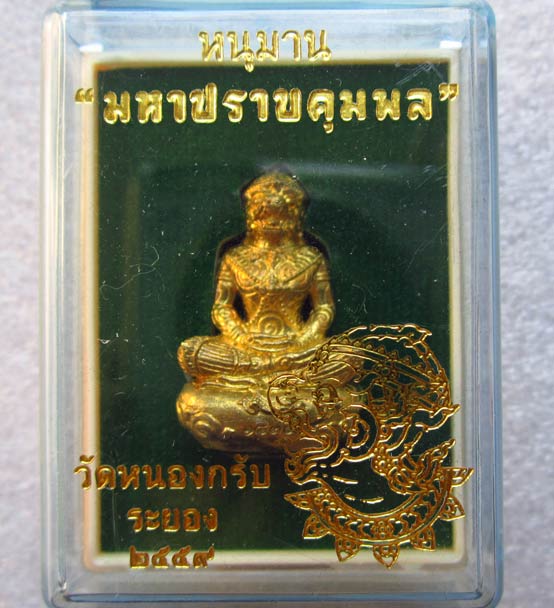 หนุมาน
“มหาปราบคุมพล”
วัดหนองกรับ
ระยอง
๒๕๕๙